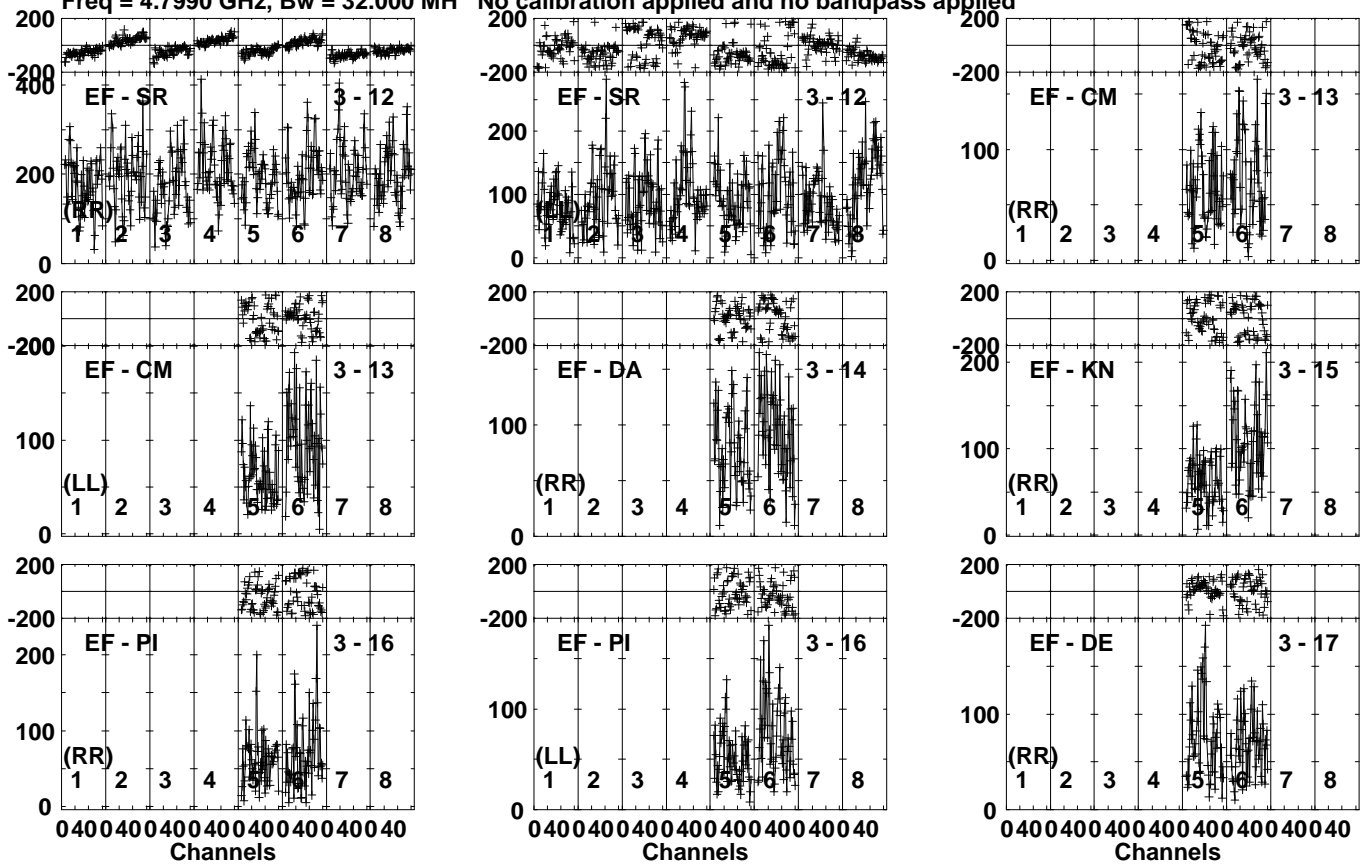 Freq = 4.7990 GHz, Bw = 32.000 MH No calibration applied and no bandpass applied
200
-200
400
200
0
EF - SR 3 - 12
(RR)
1 2 3 4 5 6 7 8
200
-200
200
100
0
EF - SR 3 - 12
(LL)
1 2 3 4 5 6 7 8
200
-200
100
0
EF - CM 3 - 13
(RR)
1 2 3 4 5 6 7 8
200
-200
100
0
EF - CM 3 - 13
(LL)
1 2 3 4 5 6 7 8
200
-200
100
0
EF - DA 3 - 14
(RR)
1 2 3 4 5 6 7 8
200
-200
200
100
0
EF - KN 3 - 15
(RR)
1 2 3 4 5 6 7 8
200
-200
200
100
0
EF - PI 3 - 16
(RR)
1 2 3 4 5 6 7 8
200
-200
100
0
EF - PI 3 - 16
(LL)
1 2 3 4 5 6 7 8
200
-200
100
0
EF - DE 3 - 17
(RR)
1 2 3 4 5 6 7 8
0 40 0 40 0 40 0 40 0 40 0 40 0 40 0 40
Channels
0 40 0 40 0 40 0 40 0 40 0 40 0 40 0 40
Channels
0 40 0 40 0 40 0 40 0 40 0 40 0 40 0 40
Channels